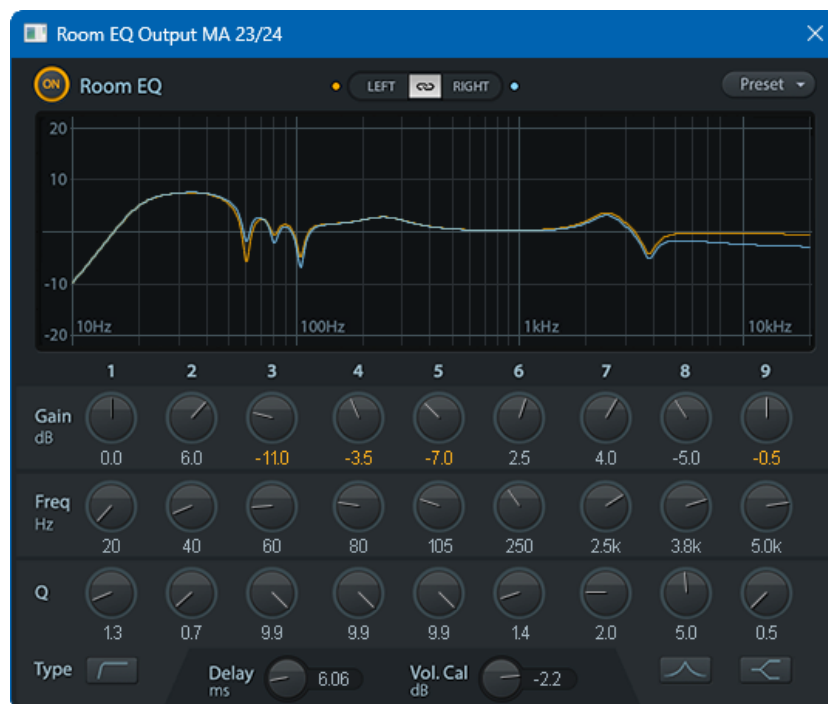 Room EQ Output MA 23/24
ON Room EQ LEFT RIGHT Preset
20
10
-10
-20 10Hz 100Hz 1kHz 10kHz
1 2 3 4 5 6 7 8 9
Gain
dB
0.0 6.0 -11.0 -3.5 -7.0 2.5 4.0 -5.0 -0.5
Freq
Hz
20 40 60 80 105 250 2.5k 3.8k 5.0k
Q
1.3 0.7 9.9 9.9 9.9 1.4 2.0 5.0 0.5
Type Delay 6.06 Vol. Cal -2.2
ms dB